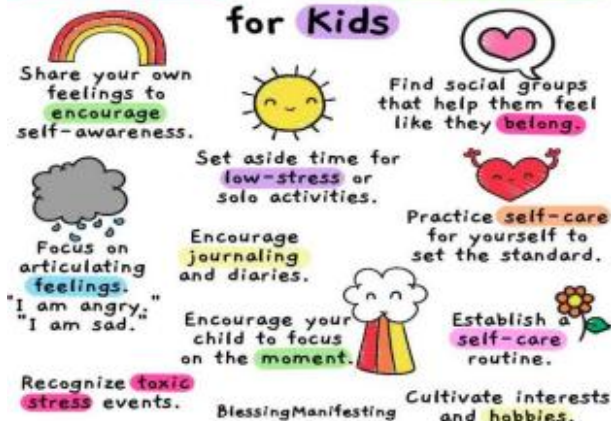 for Kids
Share your own
feelings to
encourage
self-awareness.
Set aside time for
low-stress or
solo activities.
Find social groups
that help them feel
like they belong.
Focus on
articulating
feelings.
"I am angry."
"I am sad."
Encourage
journaling
and diaries.
Practice self-care
for yourself to
set the standard.
Encourage your
child to focus
on the moment.
Establish a
self-care
routine.
Recognize toxic
stress events.
BlessingManifesting
Cultivate interests
and hobbies.